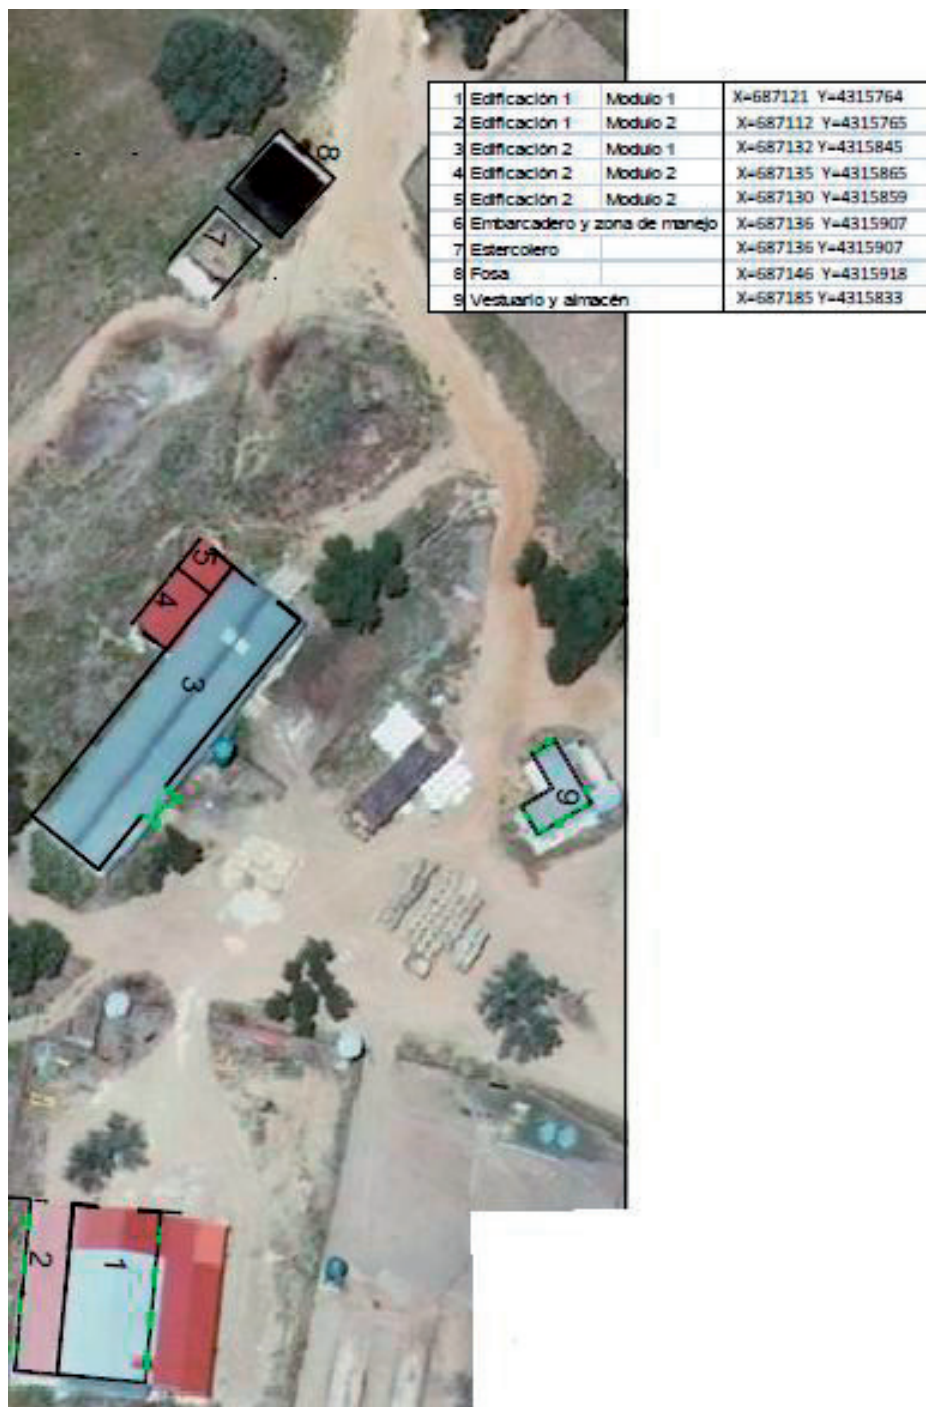 1 Edificación 1 Modulo 1 X=687121 Y=4315764
2 Edificación 1 Modulo 2 X=687112 Y=4315765
3 Edificación 2 Modulo 1 X=687132 Y=4315845
4 Edificación 2 Modulo 2 X=687135 Y=4315865
5 Edificación 2 Modulo 2 X=687130 Y=4315859
6 Embarcadero y zona de manejo X=687136 Y=4315907
7 Estercolero X=687136 Y=4315907
8 Fosa X=687146 Y=4315918
9 Vestuario y almacén X=687185 Y=4315833
8
7
5
4
3
9
2
1